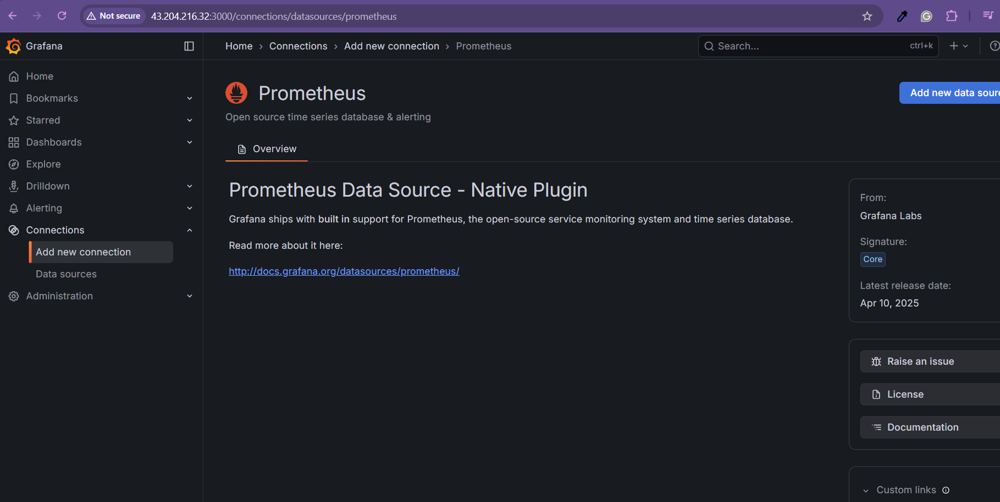 Not secure 43.204.216.32:3000/connections/datasources/prometheus
Grafana
Home › Connections › Add new connection › Prometheus
Search... ctrl+k
Home
Bookmarks
Starred
Dashboards
Explore
Drilldown
Alerting
Connections
Add new connection
Data sources
Administration
Prometheus
Add new data sour
Open source time series database & alerting
Overview
Prometheus Data Source - Native Plugin
Grafana ships with built in support for Prometheus, the open-source service monitoring system and time series database.
Read more about it here:
http://docs.grafana.org/datasources/prometheus/
From:
Grafana Labs
Signature:
Core
Latest release date:
Apr 10, 2025
Raise an issue
License
Documentation
Custom links